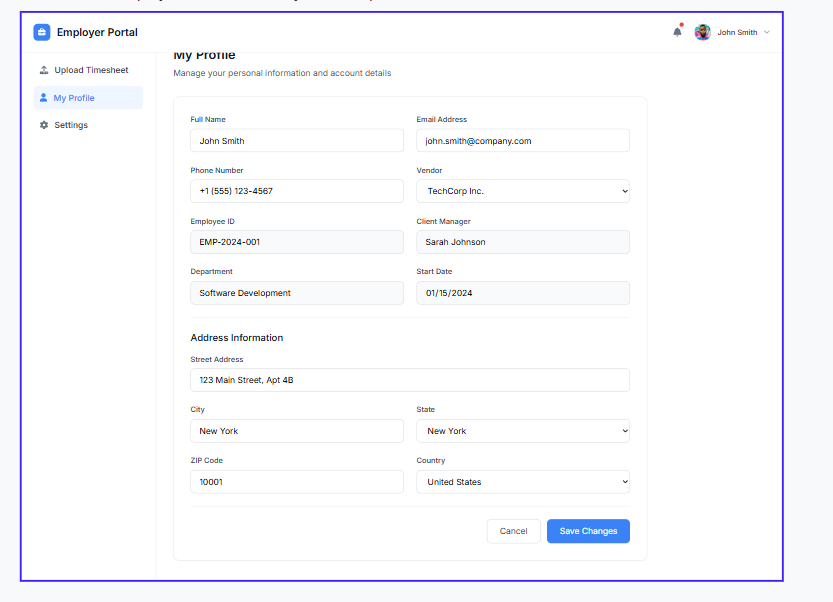 Employer Portal
John Smith
Upload Timesheet
My Profile
Settings
My Profile
Manage your personal information and account details
Full Name
Email Address
John Smith
john.smith@company.com
Phone Number
Vendor
+1 (555) 123-4567
TechCorp Inc.
Employee ID
Client Manager
EMP-2024-001
Sarah Johnson
Department
Start Date
Software Development
01/15/2024
Address Information
Street Address
123 Main Street, Apt 4B
City
State
New York
New York
ZIP Code
Country
10001
United States
Cancel
Save Changes